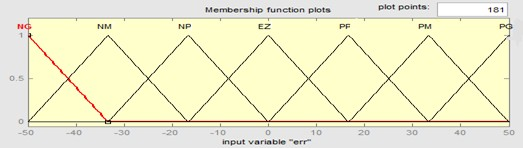 Membership function plots
plot points: 181
NG NM NP EZ PF PM PG
1
0.5
0
-50 -40 -30 -20 -10 0 10 20 30 40 50
input variable "err"